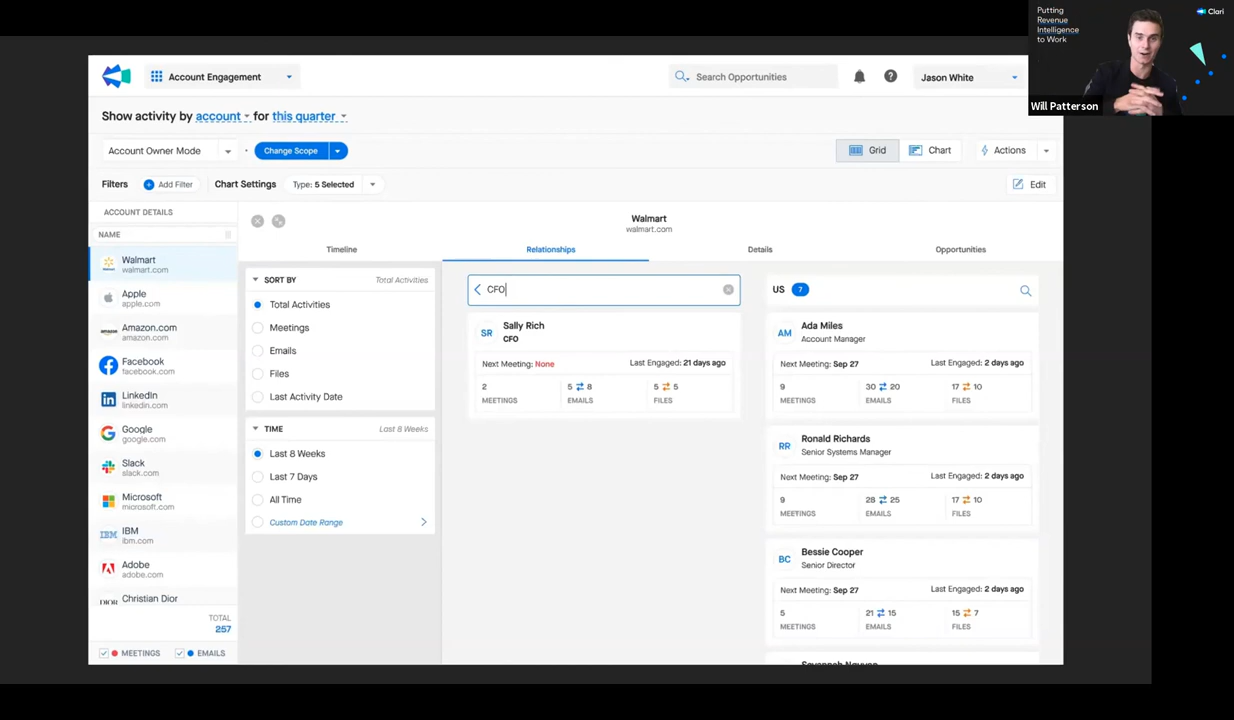 Putting
Revenue
Intelligence
to Work
Clari
Will Patterson
Account Engagement
Search Opportunities
Jason White
Show activity by account for this quarter
Account Owner Mode
Change Scope
Grid
Chart
Actions
Filters
Add Filter
Chart Settings
Type: 5 Selected
Edit
ACCOUNT DETAILS
NAME
Walmart
walmart.com
Apple
apple.com
Amazon.com
amazon.com
Facebook
facebook.com
LinkedIn
linkedin.com
Google
google.com
Slack
slack.com
Microsoft
microsoft.com
IBM
ibm.com
Adobe
adobe.com
DIOR
Christian Dior
TOTAL
257
MEETINGS
EMAILS
Walmart
walmart.com
Timeline
Relationships
Details
Opportunities
SORT BY
Total Activities
Total Activities
Meetings
Emails
Files
Last Activity Date
TIME
Last 8 Weeks
Last 8 Weeks
Last 7 Days
All Time
Custom Date Range
CFO
SR
Sally Rich
CFO
Next Meeting: None
Last Engaged: 21 days ago
2
5 8
5 5
MEETINGS
EMAILS
FILES
US 7
AM
Ada Miles
Account Manager
Next Meeting: Sep 27
Last Engaged: 2 days ago
9
30 20
17 10
MEETINGS
EMAILS
FILES
RR
Ronald Richards
Senior Systems Manager
Next Meeting: Sep 27
Last Engaged: 2 days ago
9
28 25
17 10
MEETINGS
EMAILS
FILES
BC
Bessie Cooper
Senior Director
Next Meeting: Sep 27
Last Engaged: 2 days ago
5
21 15
15 7
MEETINGS
EMAILS
FILES